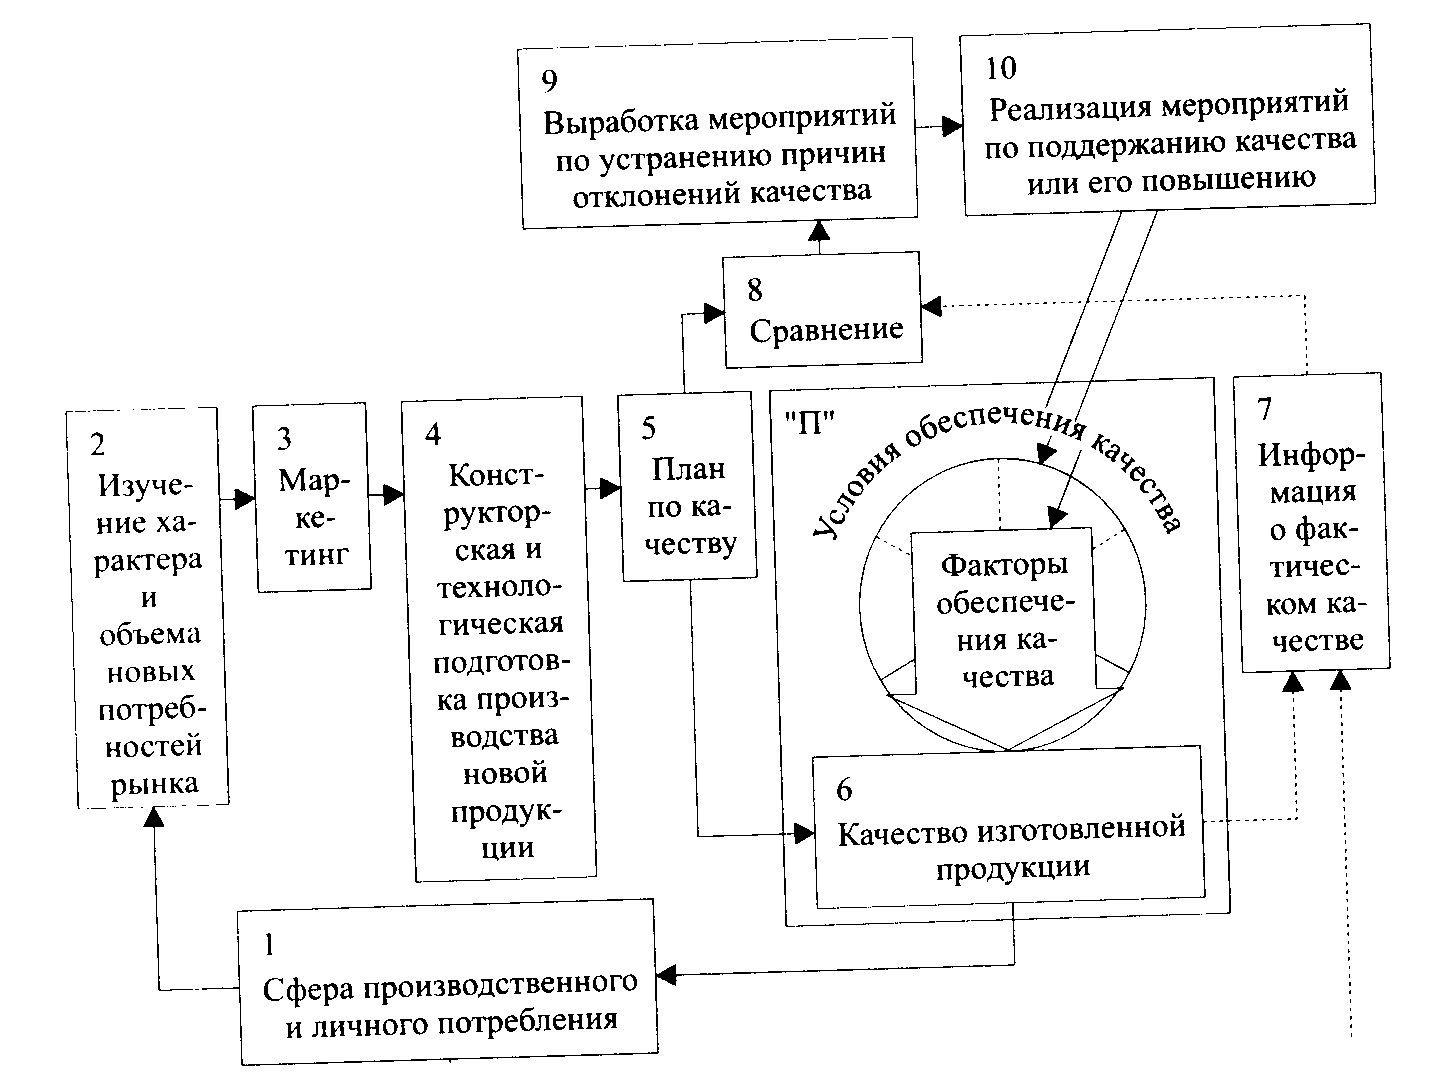 9
Выработка мероприятий
по устранению причин
отклонений качества
10
Реализация мероприятий
по поддержанию качества
или его повышению
8
Сравнение
2
Изуче-
ние ха-
рактера
и
объема
новых
потреб-
ностей
рынка
3
Мар-
ке-
тинг
4
Конст-
руктор-
ская и
техноло-
гическая
подготов-
ка произ-
водства
новой
продук-
ции
5
План
по ка-
честву
"П"
Условия обеспечения качества
Факторы
обеспече-
ния ка-
чества
6
Качество изготовленной
продукции
7
Инфор-
мация
о фак-
тичес-
ком ка-
честве
1
Сфера производственного
и личного потребления